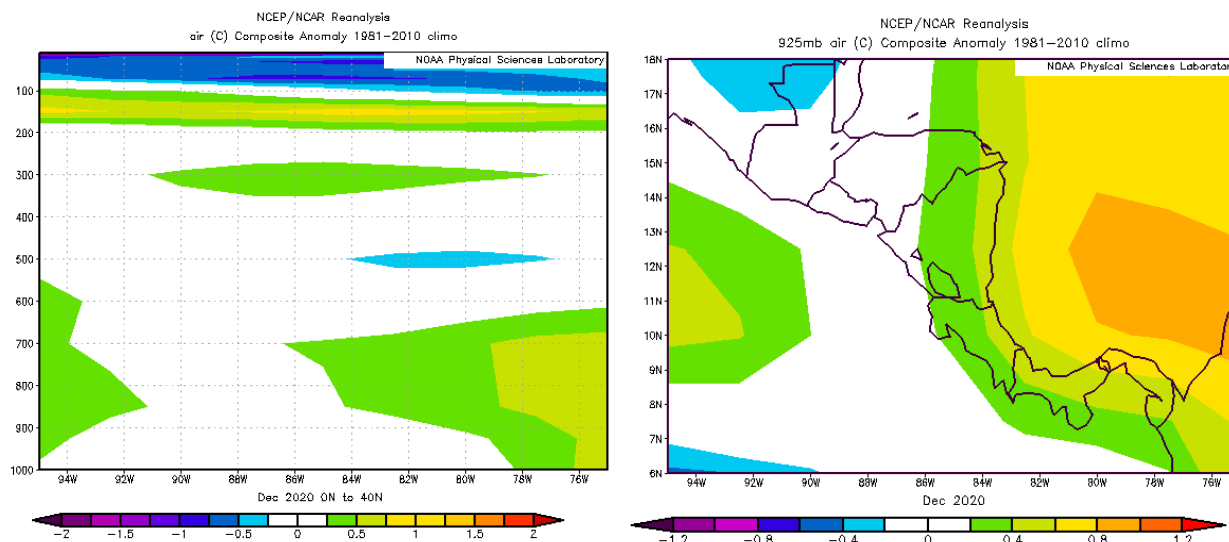 NCEP/NCAR Reanalysis
air (C) Composite Anomaly 1981-2010 climo
NOAA Physical Sciences Laboratory
100
200
300
400
500
600
700
800
900
1000
94W 92W 90W 88W 86W 84W 82W 80W 78W 76W
Dec 2020 0N to 40N
-2 -1.5 -1 -0.5 0 0.5 1 1.5 2
NCEP/NCAR Reanalysis
925mb air (C) Composite Anomaly 1981-2010 climo
NOAA Physical Sciences Laborator
18N
17N
16N
15N
14N
13N
12N
11N
10N
9N
8N
7N
6N
94W 92W 90W 88W 86W 84W 82W 80W 78W 76W
Dec 2020
-1.2 -0.8 -0.4 0 0.4 0.8 1.2